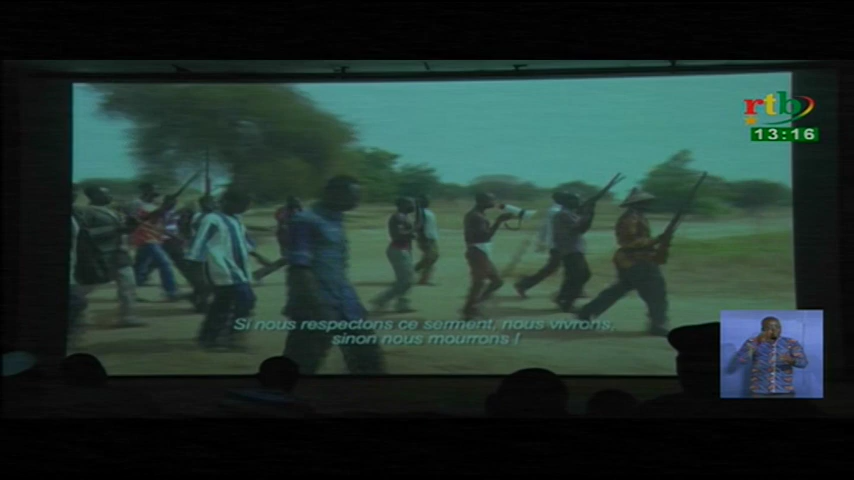 rtb
13:16
Si nous respectons ce serment, nous vivrons,
sinon nous mourrons !